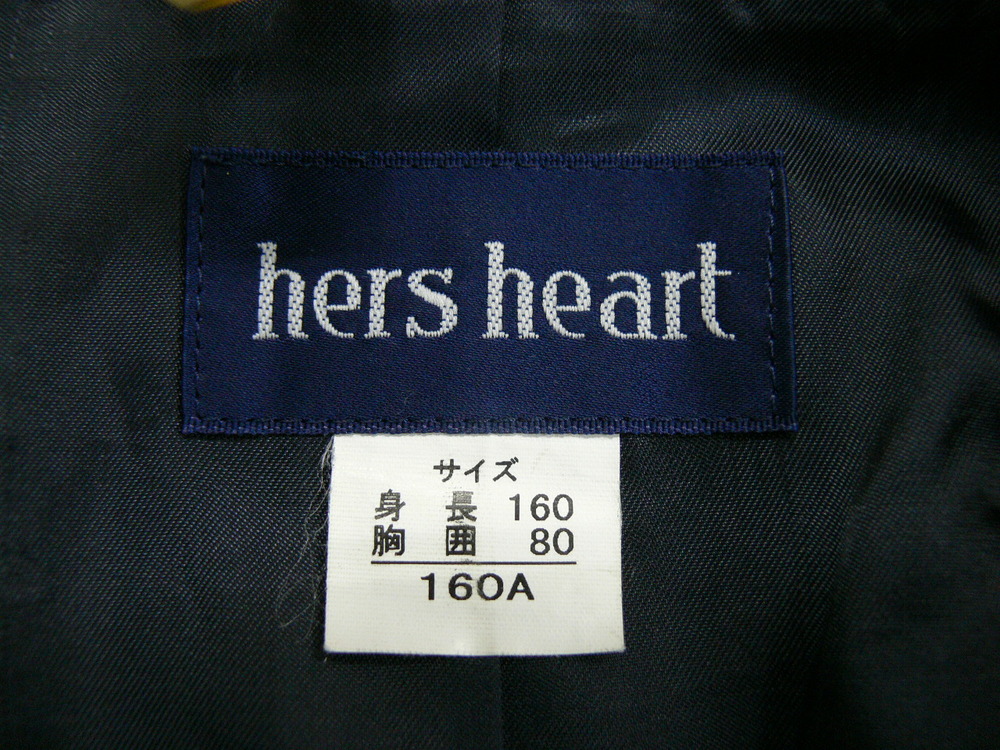 hers heart
サイズ
身 長 160
胸 囲 80
160A